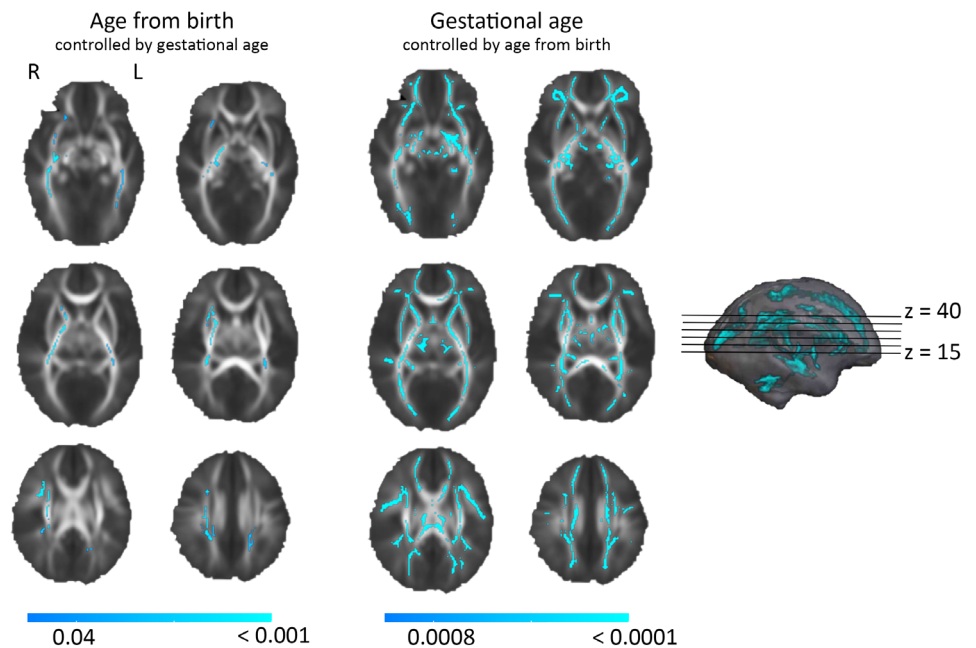 Age from birth
controlled by gestational age
Gestational age
controlled by age from birth
R
L
z = 40
z = 15
0.04
< 0.001
0.0008
< 0.0001